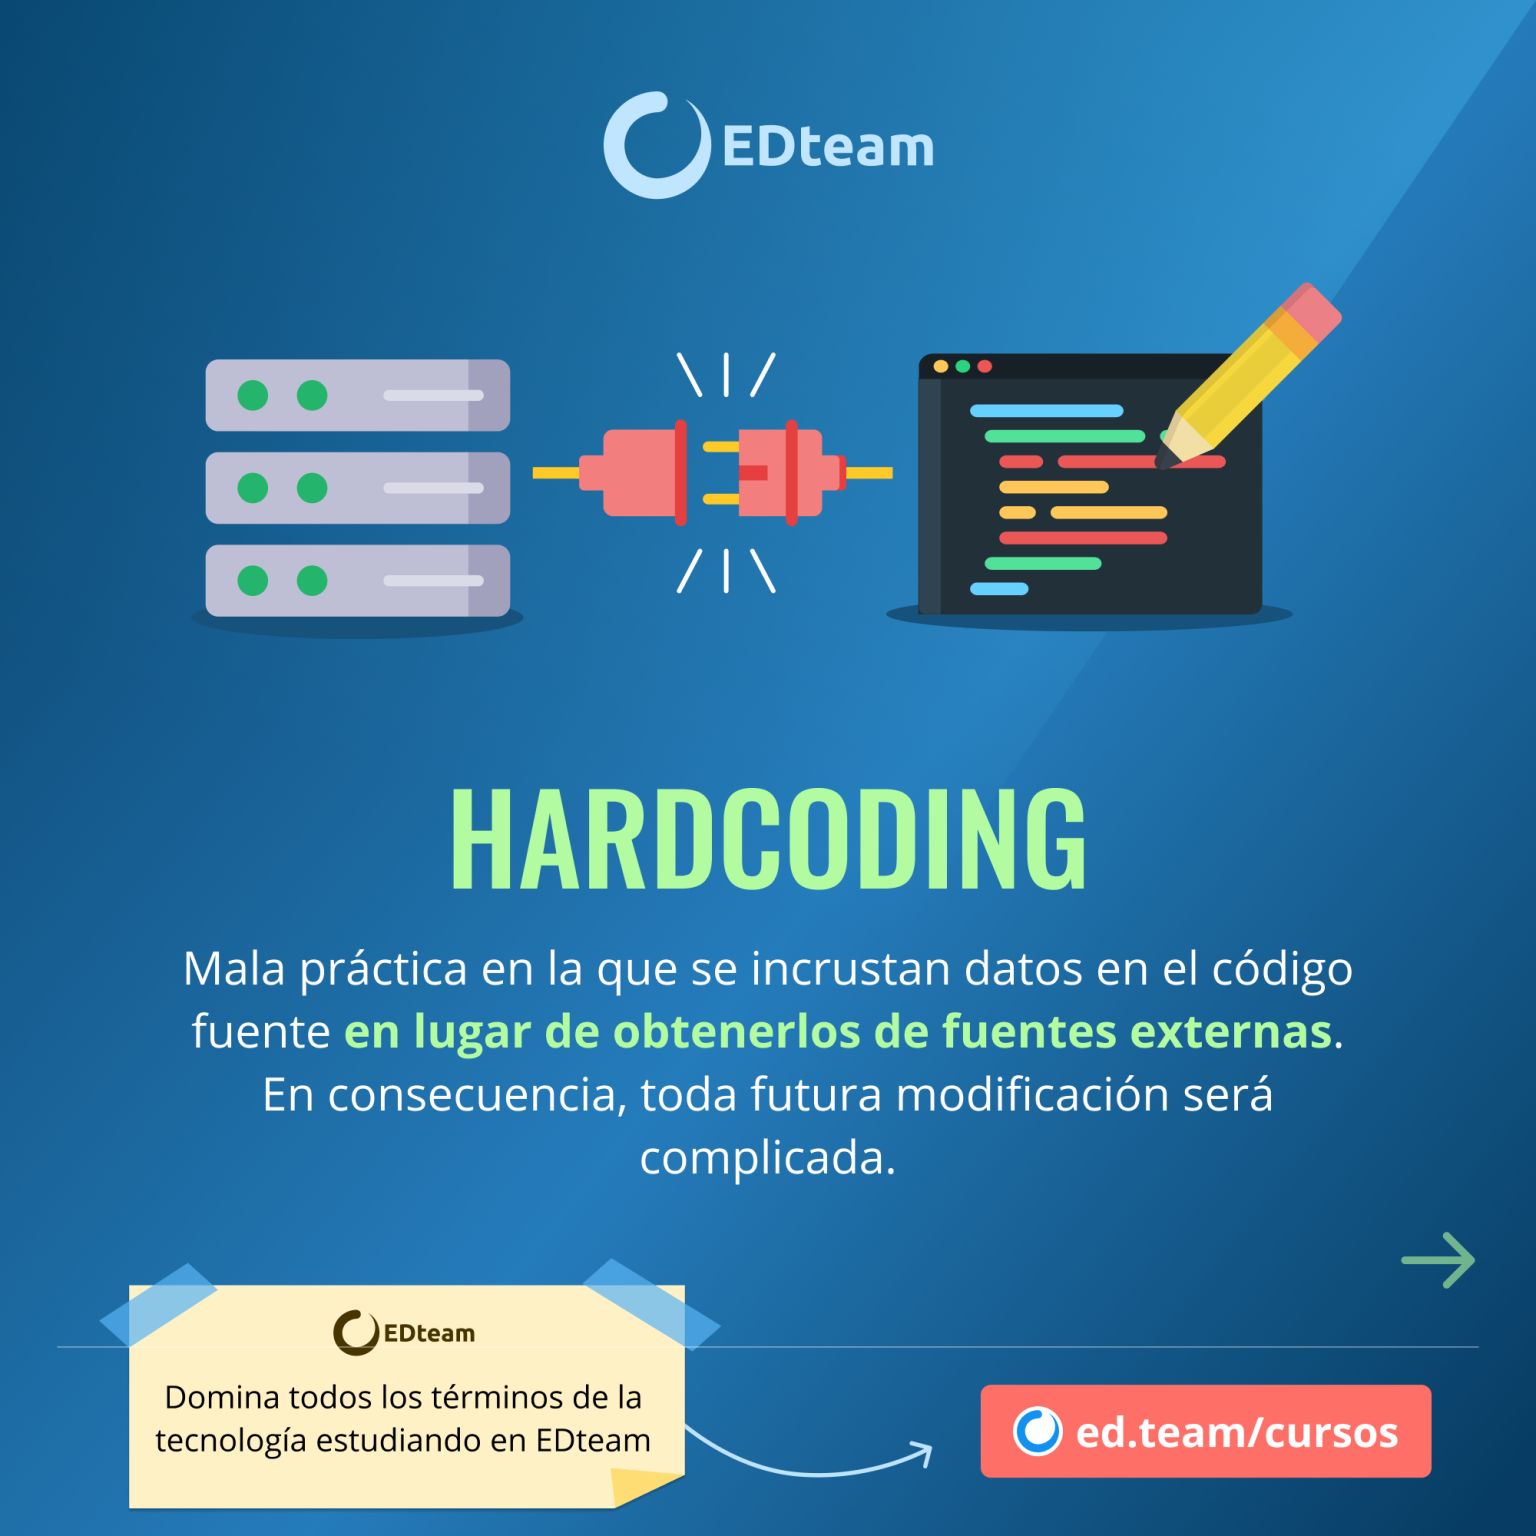 EDteam
HARDCODING
Mala práctica en la que se incrustan datos en el código
fuente en lugar de obtenerlos de fuentes externas.
En consecuencia, toda futura modificación será
complicada.
EDteam
Domina todos los términos de la
tecnología estudiando en EDteam
ed.team/cursos